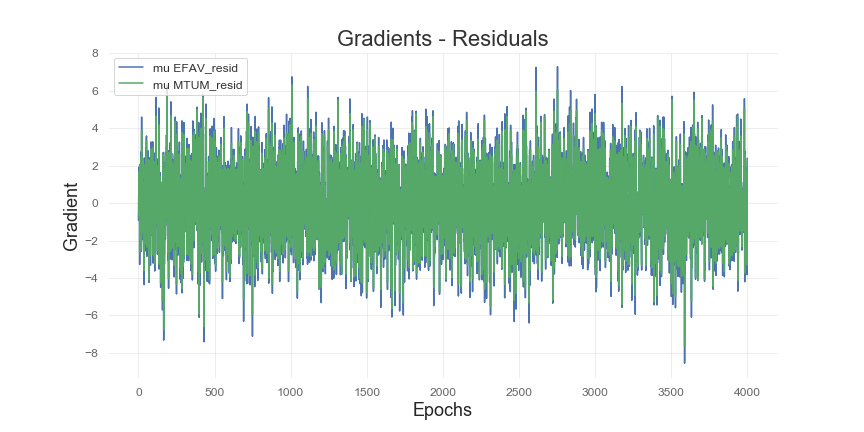 Gradients - Residuals
mu EFAV_resid
mu MTUM_resid
8
6
4
2
0
−2
−4
−6
−8
Gradient
0 500 1000 1500 2000 2500 3000 3500 4000
Epochs